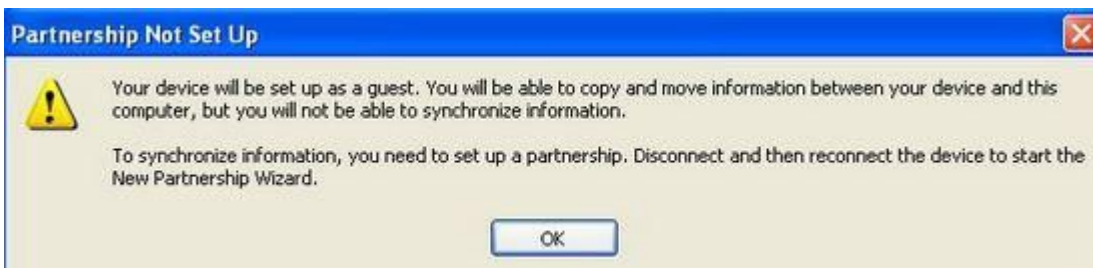 Partnership Not Set Up
Your device will be set up as a guest. You will be able to copy and move information between your device and this
computer, but you will not be able to synchronize information.
To synchronize information, you need to set up a partnership. Disconnect and then reconnect the device to start the
New Partnership Wizard.
OK